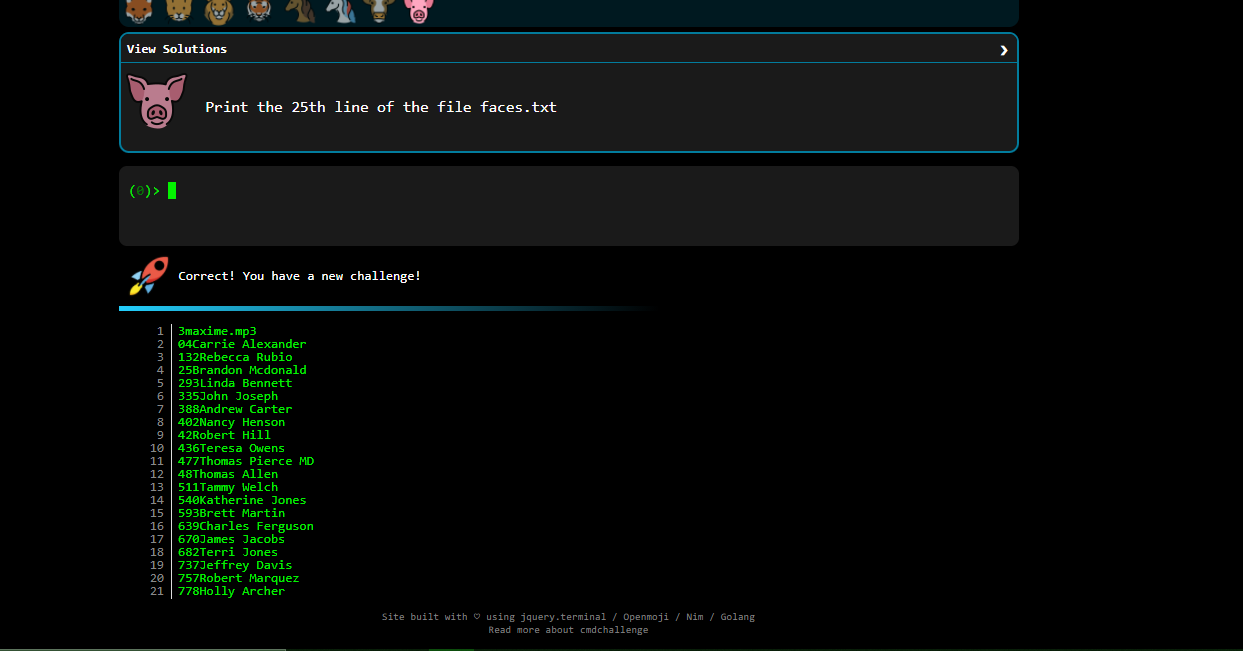 View Solutions ❯
Print the 25th line of the file faces.txt
(0)>
Correct! You have a new challenge!
1 3maxime.mp3
2 04Carrie Alexander
3 132Rebecca Rubio
4 25Brandon Mcdonald
5 293Linda Bennett
6 335John Joseph
7 388Andrew Carter
8 402Nancy Henson
9 42Robert Hill
10 436Teresa Owens
11 477Thomas Pierce MD
12 48Thomas Allen
13 511Tammy Welch
14 540Katherine Jones
15 593Brett Martin
16 639Charles Ferguson
17 670James Jacobs
18 682Terri Jones
19 737Jeffrey Davis
20 757Robert Marquez
21 778Holly Archer
Site built with ♡ using jquery.terminal / Openmoji / Nim / Golang
Read more about cmdchallenge